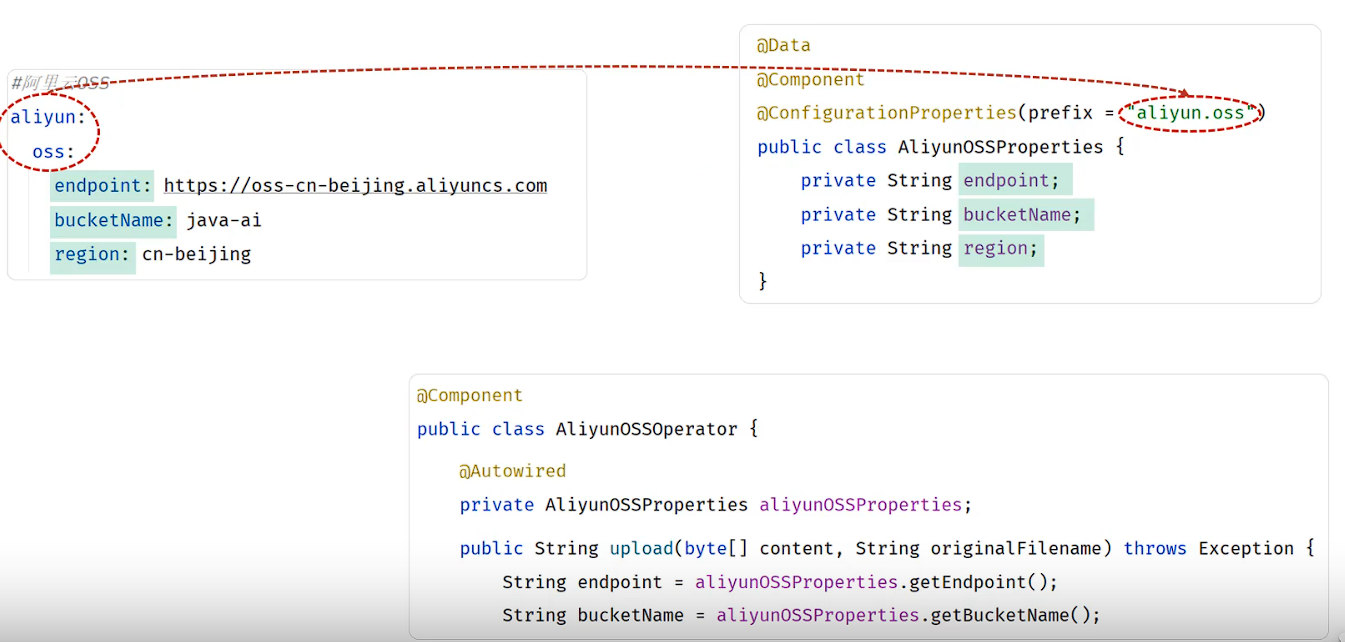 #阿里云OSS
aliyun:
oss:
endpoint: https://oss-cn-beijing.aliyuncs.com
bucketName: java-ai
region: cn-beijing
@Data
@Component
@ConfigurationProperties(prefix = "aliyun.oss")
public class AliyunOSSProperties {
private String endpoint;
private String bucketName;
private String region;
}
@Component
public class AliyunOSSOperator {
@Autowired
private AliyunOSSProperties aliyunOSSProperties;
public String upload(byte[] content, String originalFilename) throws Exception {
String endpoint = aliyunOSSProperties.getEndpoint();
String bucketName = aliyunOSSProperties.getBucketName();